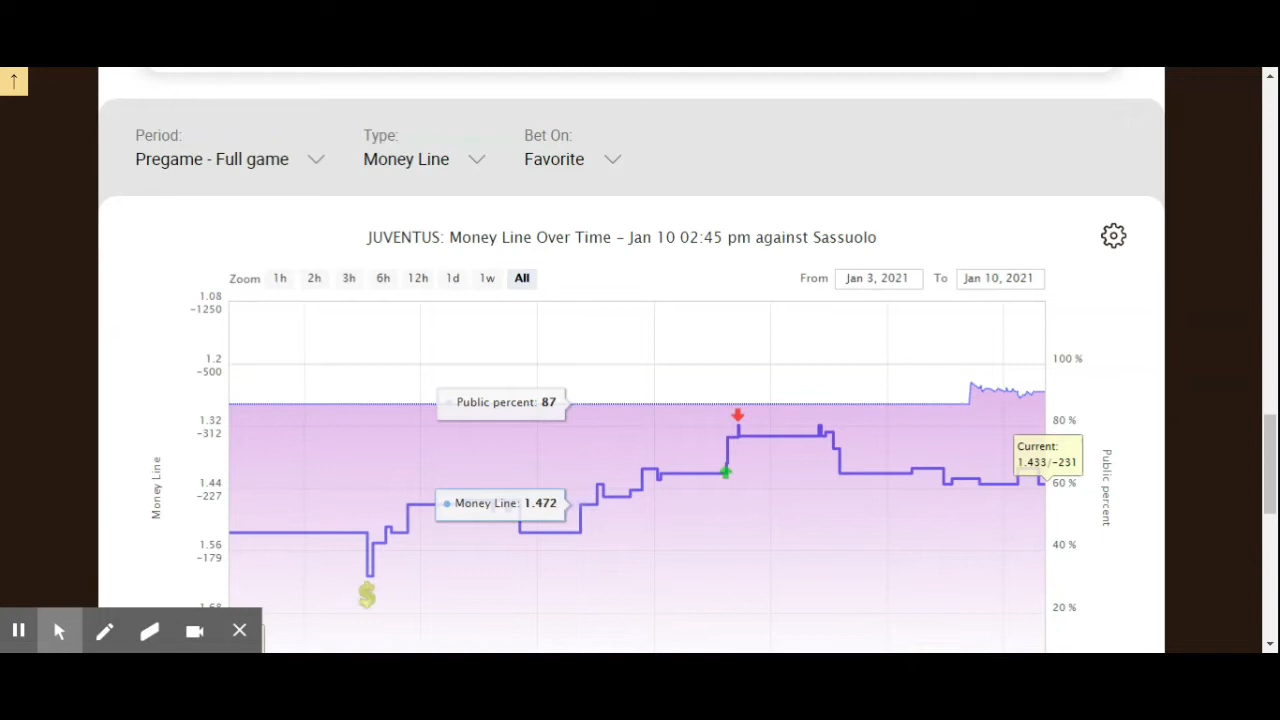 ↑
Period:
Type:
Bet On:
Pregame - Full game
Money Line
Favorite
JUVENTUS: Money Line Over Time – Jan 10 02:45 pm against Sassuolo
Zoom 1h 2h 3h 6h 12h 1d 1w All
From Jan 3, 2021 To Jan 10, 2021
1.08
-1250
1.2
-500
100 %
Public percent: 87
1.32
-312
80 %
Current:
1.433/-231
Money Line
Public percent
1.44
-227
60 %
Money Line: 1.472
1.56
-179
40 %
$
1.68
20 %